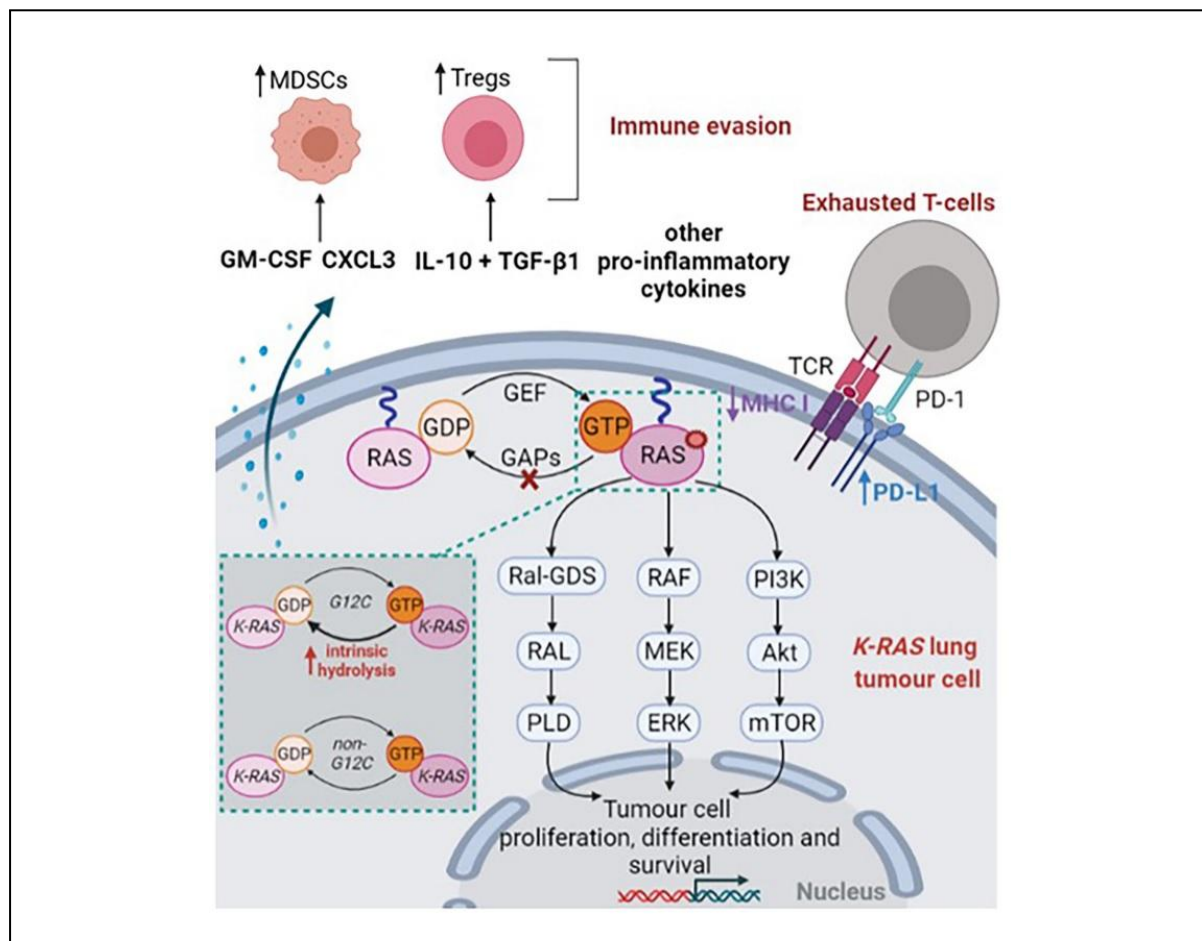 MDSCs
Tregs
Immune evasion
Exhausted T-cells
GM-CSF CXCL3
IL-10 + TGF-β1
other
pro-inflammatory
cytokines
TCR
PD-1
MHC I
PD-L1
GEF
GDP
GTP
RAS
GAPs
RAS
Ral-GDS
RAF
PI3K
RAL
MEK
Akt
PLD
ERK
mTOR
GDP
G12C
GTP
K-RAS
K-RAS
intrinsic
hydrolysis
GDP
non-
G12C
GTP
K-RAS
K-RAS
K-RAS lung
tumour cell
Tumour cell
proliferation, differentiation and
survival
Nucleus